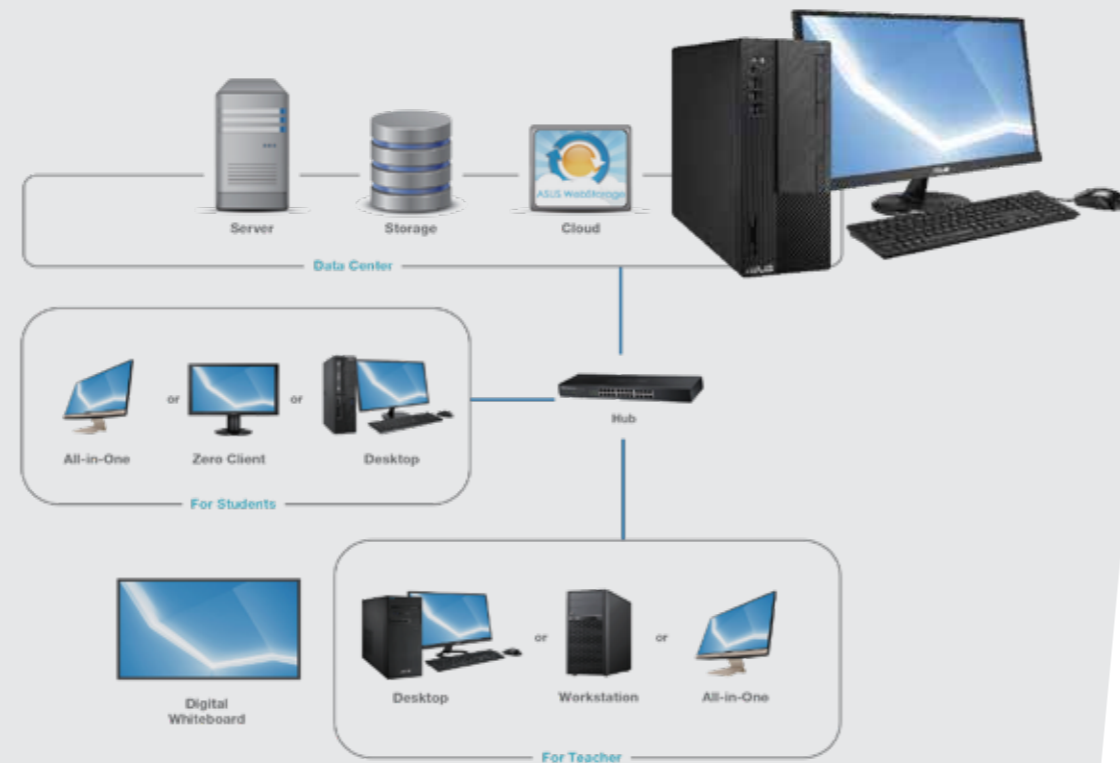 ASUS WebStorage
Server
Storage
Cloud
Data Center
or
or
All-in-One
Zero Client
Desktop
For Students
Hub
or
or
Desktop
Workstation
All-in-One
Digital
Whiteboard
For Teacher
ASUS